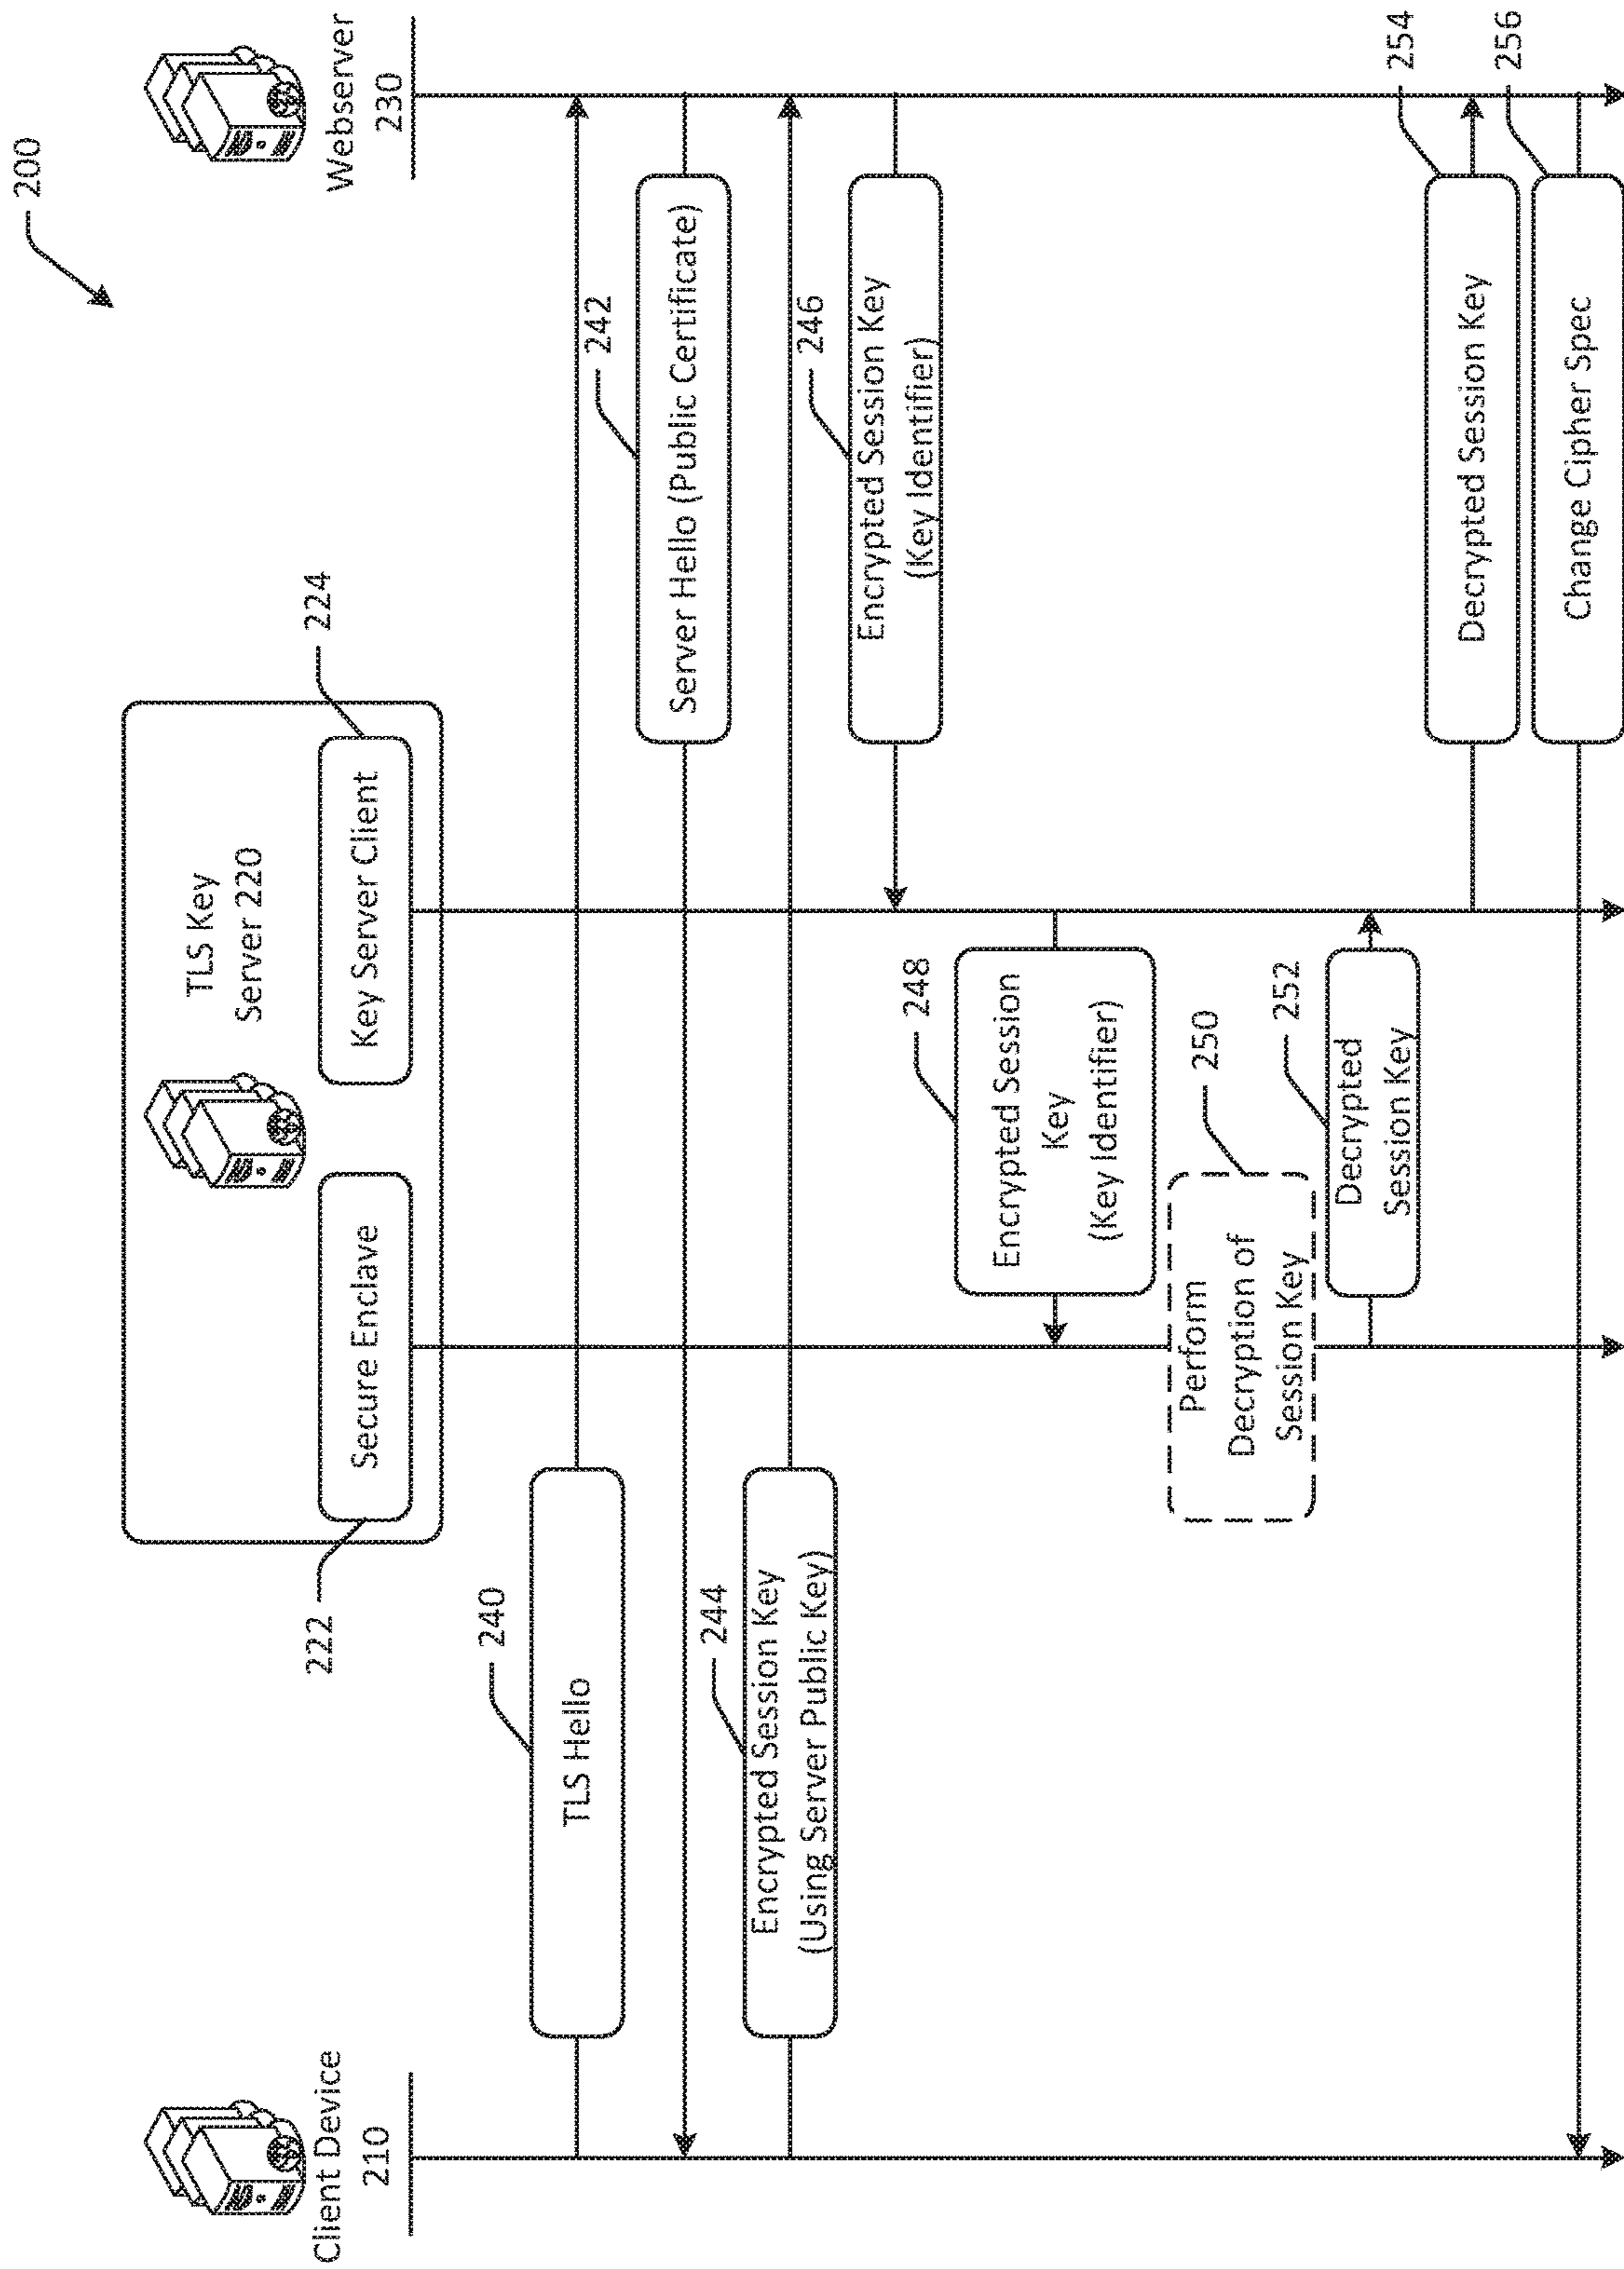 200
Client Device
210
TLS Key
Server 220
Webserver
230
222
Secure Enclave
Key Server Client
224
240
TLS Hello
242
Server Hello (Public Certificate)
244
Encrypted Session Key
(Using Server Public Key)
246
Encrypted Session Key
(Key Identifier)
248
Encrypted Session
Key
(Key Identifier)
250
Perform
Decryption of
Session Key
252
Decrypted
Session Key
254
Decrypted Session Key
256
Change Cipher Spec